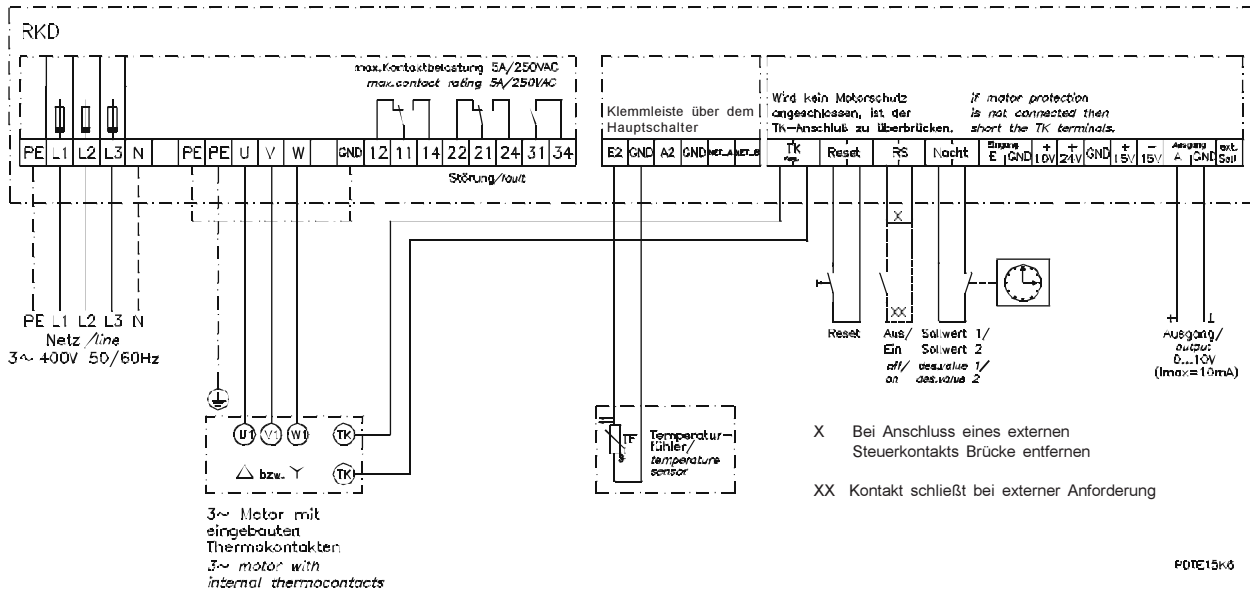 RKD
max.Kontaktbelastung 5A/250VAC
max.contact rating 5A/250VAC
Klemmleiste über dem
Hauptschalter
Wird kein Motorschutz
angeschlossen, ist der
TK-Anschluß zu überbrücken.
if motor protection
is not connected then
short the TK terminals.
PE L1 L2 L3 N PE PE U V W GND 12 11 14 22 21 24 31 34
E2 GND A2 GND NET_A NET_B
TK Reset RS Nacht
Eingang
E GND + 10V + 24V GND + 15V − 15V
Ausgang
A GND
ext.
Soll
Störung/fault
X
XX
PE L1 L2 L3 N
Netz /line
3~ 400V 50/60Hz
Reset
Aus/
Ein
off/
on
Sollwert 1/
Sollwert 2
des.value 1/
des.value 2
+ ⊥
Ausgang/
output
0...10V
(Imax=10mA)
U1 V1 W1 TK
△ bzw. Y TK
TF
Temperatur-
fühler/
temperature
sensor
X Bei Anschluss eines externen
Steuerkontakts Brücke entfernen
XX Kontakt schließt bei externer Anforderung
3~ Motor mit
eingebauten
Thermokontakten
3~ motor with
internal thermocontacts
PDTE15K6